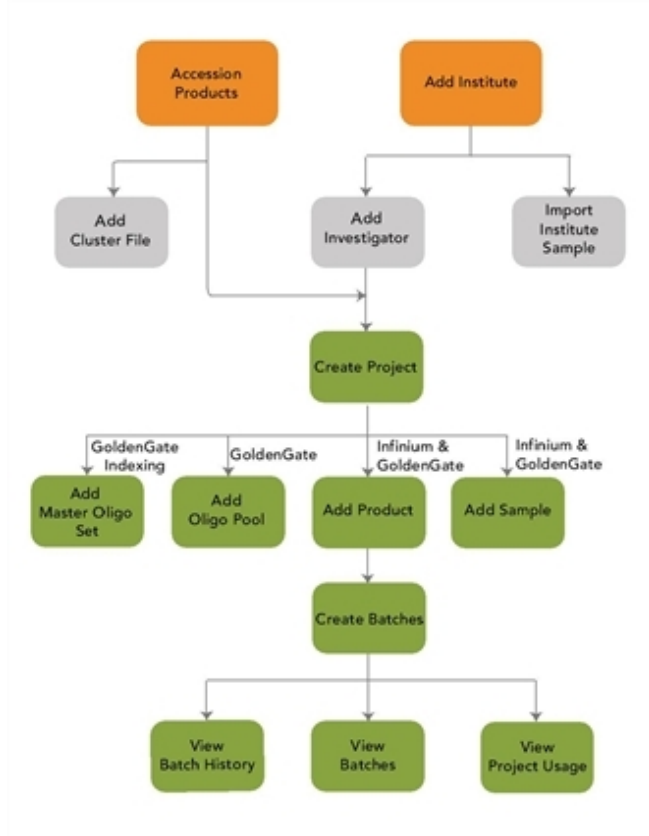 Accession
Products
Add Institute
Add
Cluster File
Add
Investigator
Import
Institute
Sample
Create Project
GoldenGate
Indexing
GoldenGate
Infinium &
GoldenGate
Infinium &
GoldenGate
Add
Master Oligo
Set
Add
Oligo Pool
Add Product
Add Sample
Create Batches
View
Batch History
View
Batches
View
Project Usage